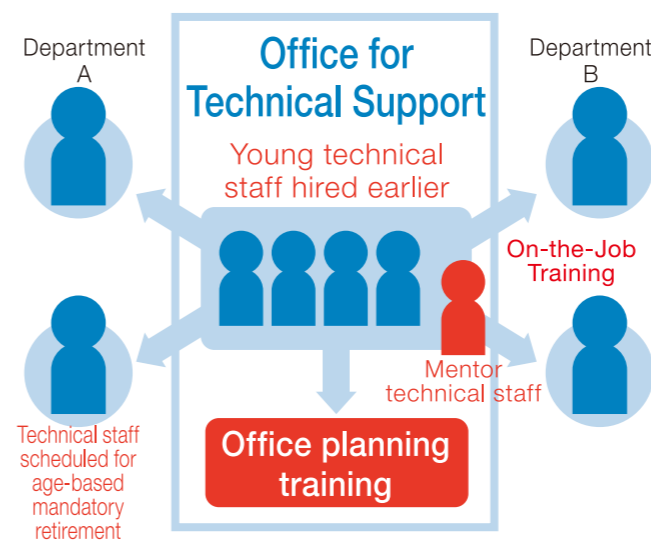 Department
A
Office for
Technical Support
Department
B
Young technical
staff hired earlier
On-the-Job
Training
Mentor
technical staff
Technical staff
scheduled for
age-based
mandatory
retirement
Office planning
training